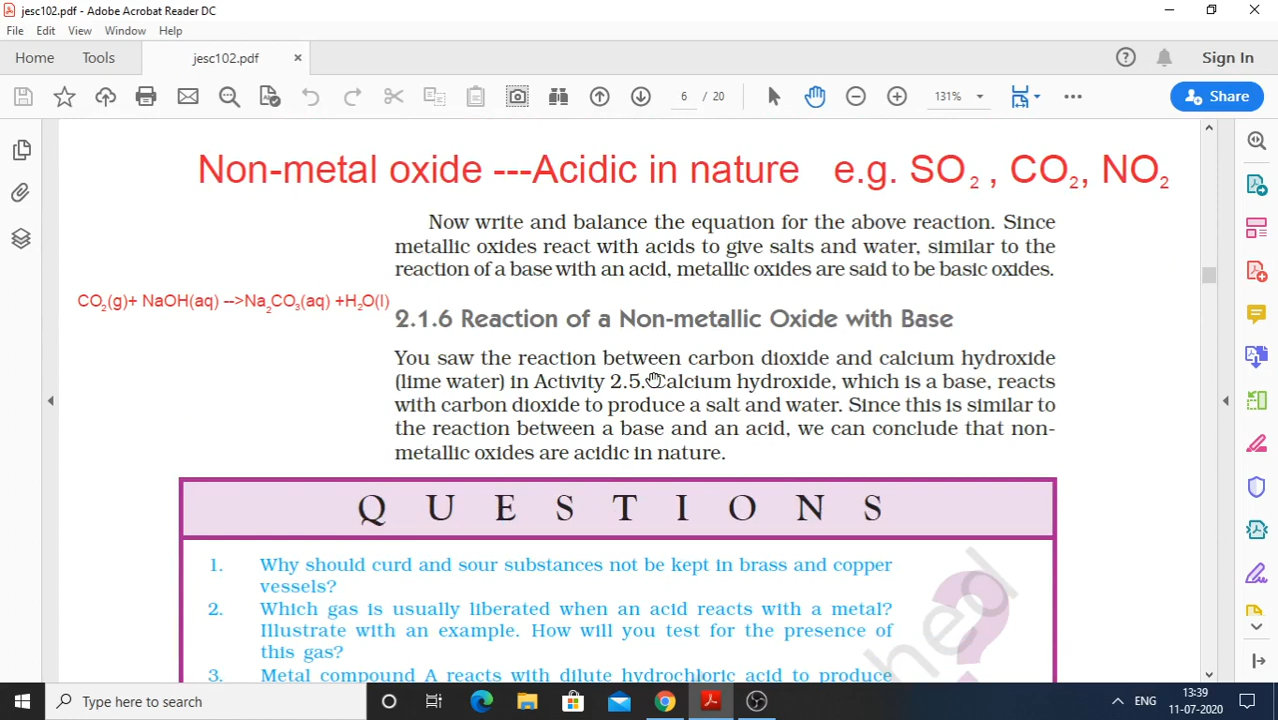 jesc102.pdf - Adobe Acrobat Reader DC
File Edit View Window Help
Home Tools jesc102.pdf × Sign In
6 / 20 131% Share
Non-metal oxide ---Acidic in nature e.g. SO₂ , CO₂, NO₂
Now write and balance the equation for the above reaction. Since
metallic oxides react with acids to give salts and water, similar to the
reaction of a base with an acid, metallic oxides are said to be basic oxides.
CO₂(g)+ NaOH(aq) -->Na₂CO₃(aq) +H₂O(l)
2.1.6 Reaction of a Non-metallic Oxide with Base
You saw the reaction between carbon dioxide and calcium hydroxide
(lime water) in Activity 2.5. Calcium hydroxide, which is a base, reacts
with carbon dioxide to produce a salt and water. Since this is similar to
the reaction between a base and an acid, we can conclude that non-
metallic oxides are acidic in nature.
Q U E S T I O N S
1. Why should curd and sour substances not be kept in brass and copper
vessels?
2. Which gas is usually liberated when an acid reacts with a metal?
Illustrate with an example. How will you test for the presence of
this gas?
3. Metal compound A reacts with dilute hydrochloric acid to produce
hed
?
Type here to search
ENG
13:39
11-07-2020